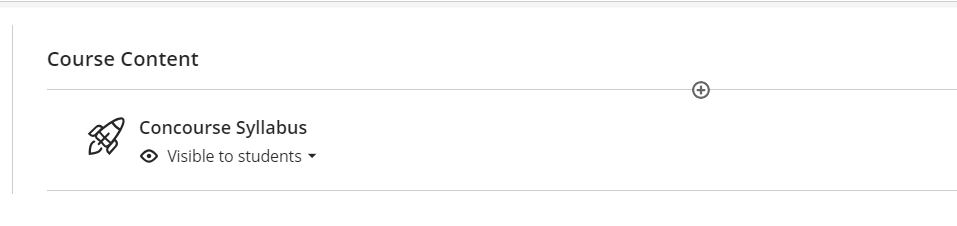 Course Content
Concourse Syllabus
Visible to students